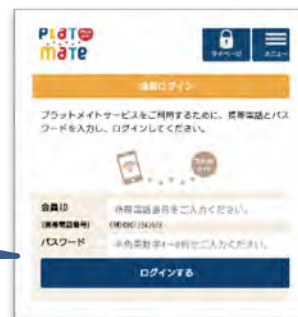 PLaT
maTe
マイページ
メニュー
会員ログイン
プラットメイトサービスをご利用するために、携帯電話とパス
ワードを入力し、ログインしてください。
会員ID
携帯電話番号をご入力ください。
(携帯電話番号)
パスワード
半角英数字4〜8桁でご入力ください。
ログインする